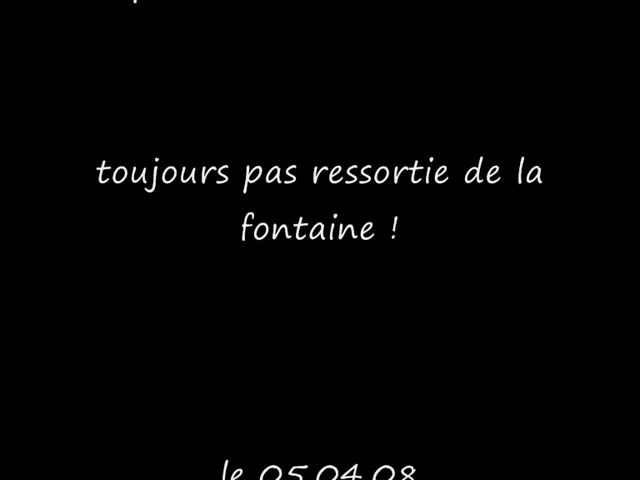 toujours pas ressortie de la
fontaine !
le 05.04.08